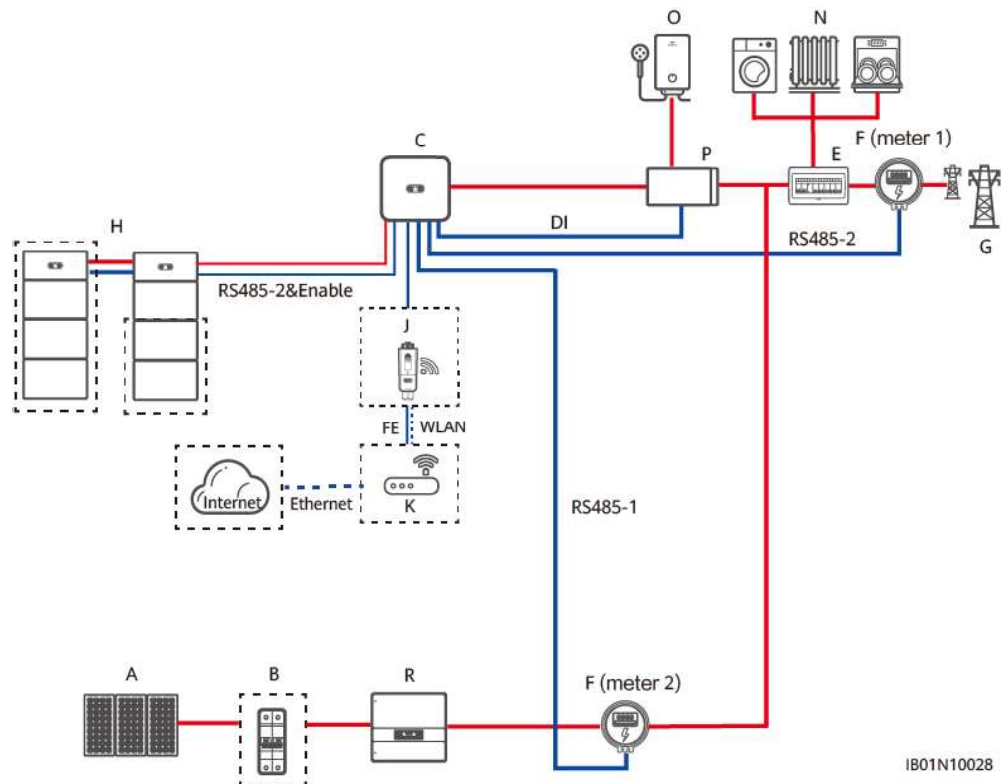 O
N
C
P
E
F (meter 1)
G
H
DI
RS485-2
RS485-2&Enable
J
FE
WLAN
Internet
Ethernet
K
RS485-1
A
B
R
F (meter 2)
IB01N10028